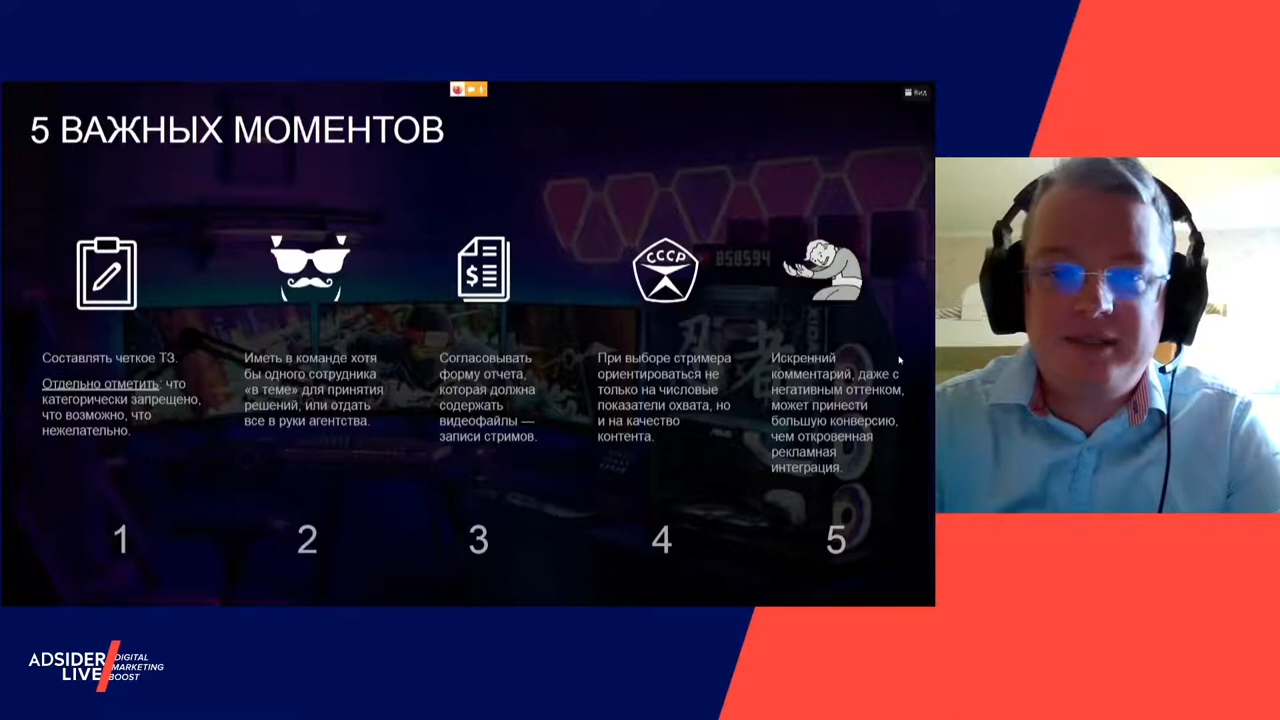 Вид
5 ВАЖНЫХ МОМЕНТОВ
858594
$
СССР
Составлять четкое ТЗ.
Отдельно отметить: что
категорически запрещено,
что возможно, что
нежелательно.
Иметь в команде хотя
бы одного сотрудника
«в теме» для принятия
решений, или отдать
все в руки агентства.
Согласовывать
форму отчета,
которая должна
содержать
видеофайлы —
записи стримов.
При выборе стримера
ориентироваться не
только на числовые
показатели охвата, но
и на качество
контента.
Искренний
комментарий, даже с
негативным оттенком,
может принести
большую конверсию,
чем откровенная
рекламная
интеграция.
1
2
3
4
5
ADSIDER
LIVE
DIGITAL
MARKETING
BOOST